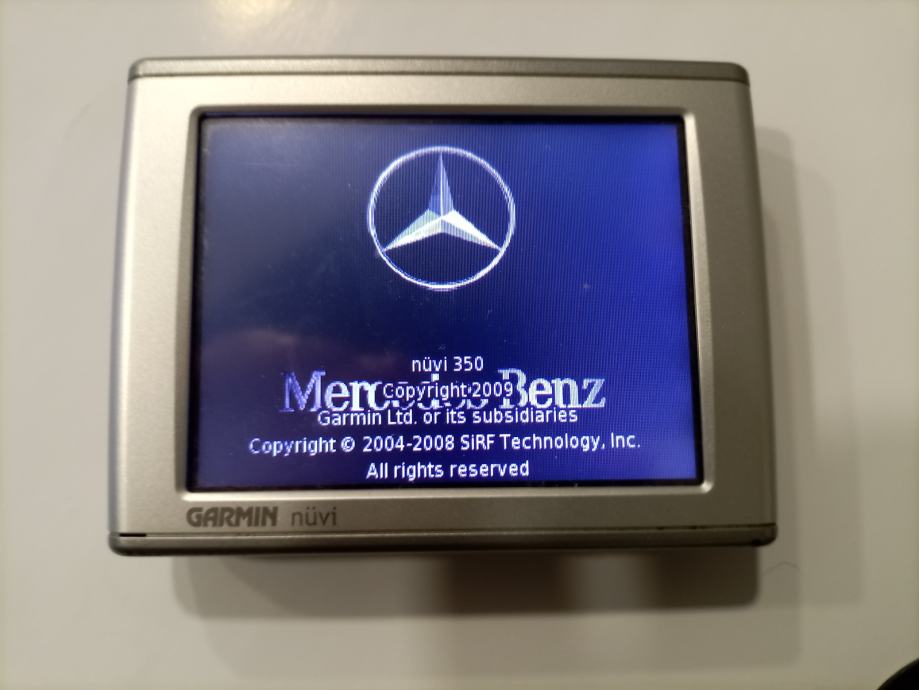 nüvi 350
Mercedes-Benz
Copyright 2009
Garmin Ltd. or its subsidiaries
Copyright © 2004-2008 SiRF Technology, Inc.
All rights reserved
GARMIN nüvi